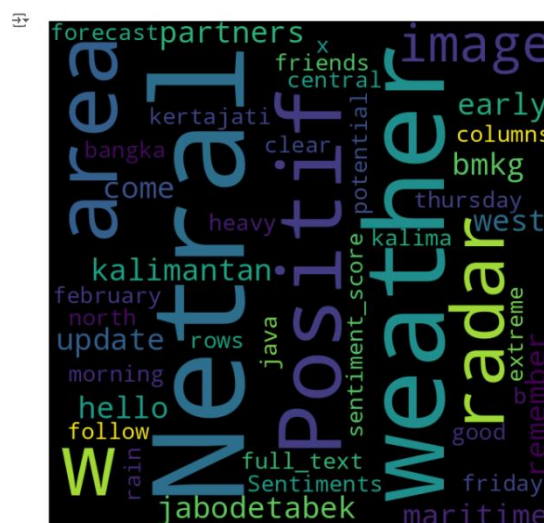 forecast
partners
x
image
area
Netral
friends
central
weather
early
kertajati
Positif
clear
potential
columns
bangka
bmkg
come
thursday
heavy
west
kalima
kalimantan
radar
february
north
sentiment_score
extreme
remember
update
rows
java
morning
b
hello
good
follow
w
rain
full_text
Sentiments
friday
jabodetabek
maritime